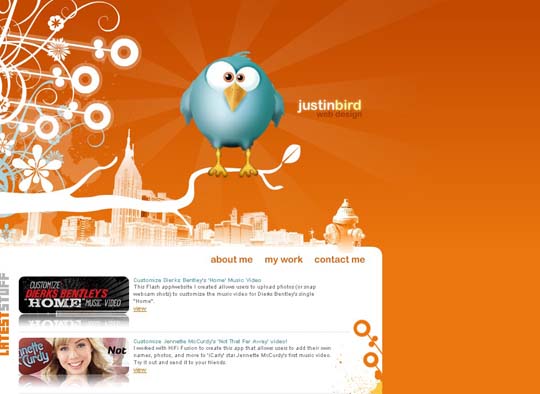 justinbird
web design
about me my work contact me
LATESTSTUFF
CUSTOMIZE
DIERKS BENTLEY'S
HOME MUSIC VIDEO
Customize Dierks Bentley's 'Home' Music Video
This Flash app/website I created allows users to upload photos (or snap
webcam shots) to customize the music video for Dierks Bentley's single
"Home".
view
Jennette
McCurdy Not
Customize Jennette McCurdy's 'Not That Far Away' video!
I worked with HiFi Fusion to create this app that allows users to add their own
names, photos, and more to 'iCarly' star Jennette McCurdy's first music video.
Try it out and send it to your friends.
view